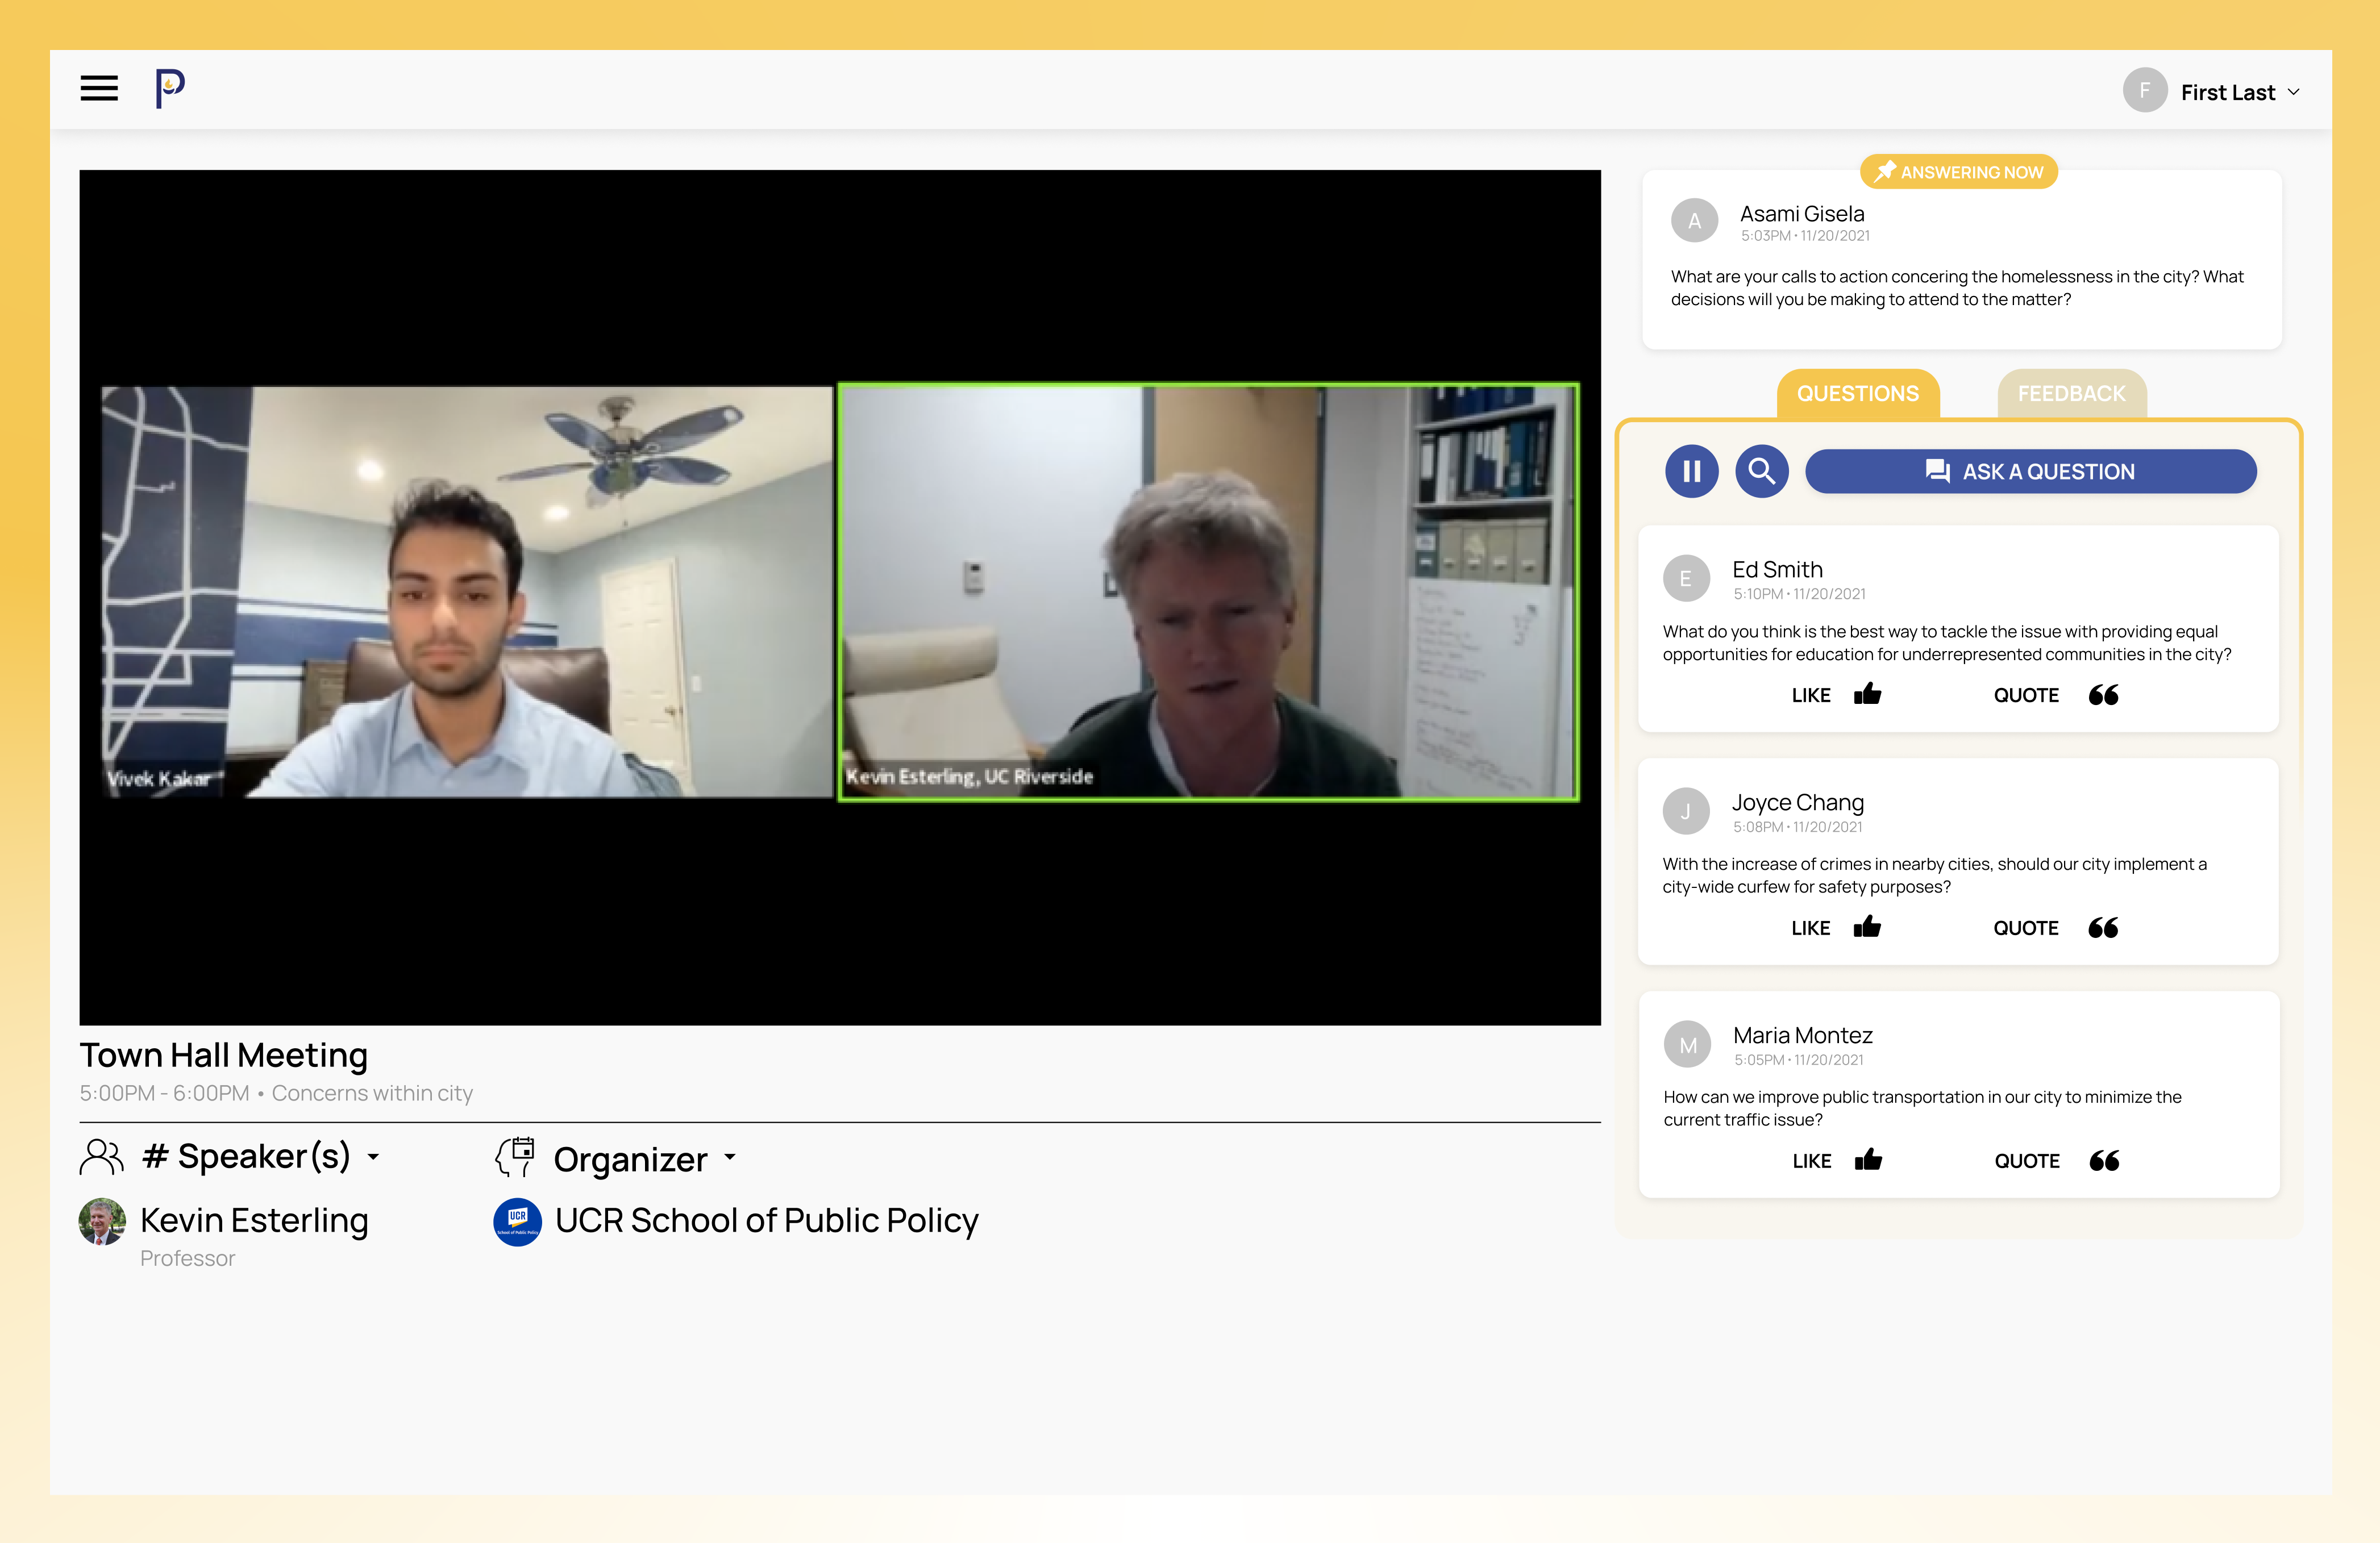 P
F
First Last
Vivek Kakar
Kevin Esterling, UC Riverside
Town Hall Meeting
5:00PM - 6:00PM • Concerns within city
# Speaker(s)
Kevin Esterling
Professor
Organizer
UCR
School of Public Policy
UCR School of Public Policy
ANSWERING NOW
A
Asami Gisela
5:03PM • 11/20/2021
What are your calls to action concering the homelessness in the city? What
decisions will you be making to attend to the matter?
QUESTIONS
FEEDBACK
ASK A QUESTION
E
Ed Smith
5:10PM • 11/20/2021
What do you think is the best way to tackle the issue with providing equal
opportunities for education for underrepresented communities in the city?
LIKE
QUOTE
J
Joyce Chang
5:08PM • 11/20/2021
With the increase of crimes in nearby cities, should our city implement a
city-wide curfew for safety purposes?
LIKE
QUOTE
M
Maria Montez
5:05PM • 11/20/2021
How can we improve public transportation in our city to minimize the
current traffic issue?
LIKE
QUOTE